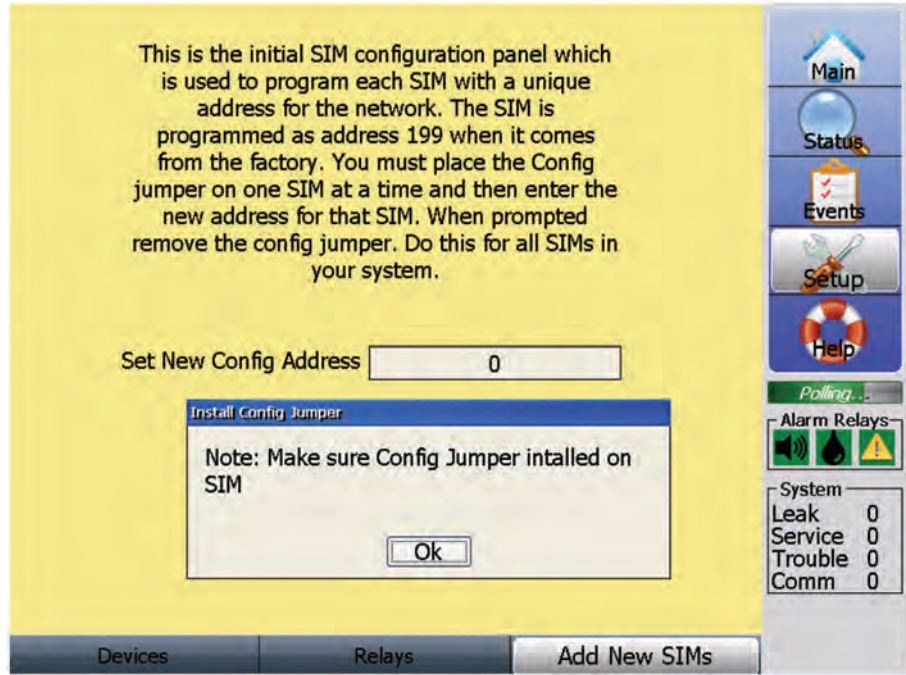 This is the initial SIM configuration panel which
is used to program each SIM with a unique
address for the network. The SIM is
programmed as address 199 when it comes
from the factory. You must place the Config
jumper on one SIM at a time and then enter the
new address for that SIM. When prompted
remove the config jumper. Do this for all SIMs in
your system.
Set New Config Address 0
Install Config Jumper
Note: Make sure Config Jumper intalled on
SIM
Ok
Devices Relays Add New SIMs
Main
Status
Events
Setup
Help
Polling...
Alarm Relays
System
Leak 0
Service 0
Trouble 0
Comm 0